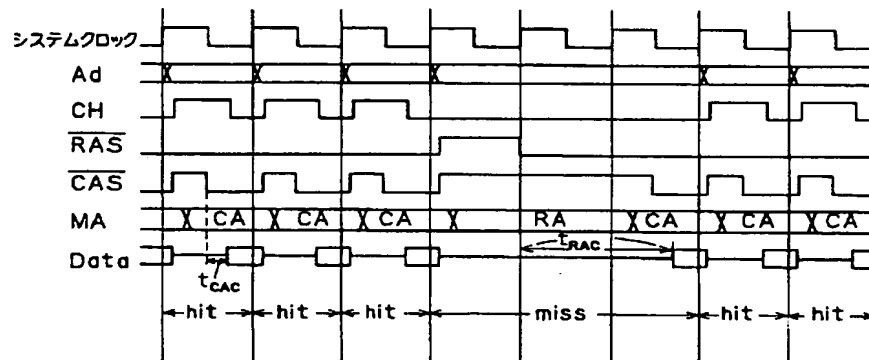 システムクロック
Ad
CH
RAS
CAS
MA CA CA CA RA CA CA CA
tRAC
Data
tCAC
hit hit hit miss hit hit